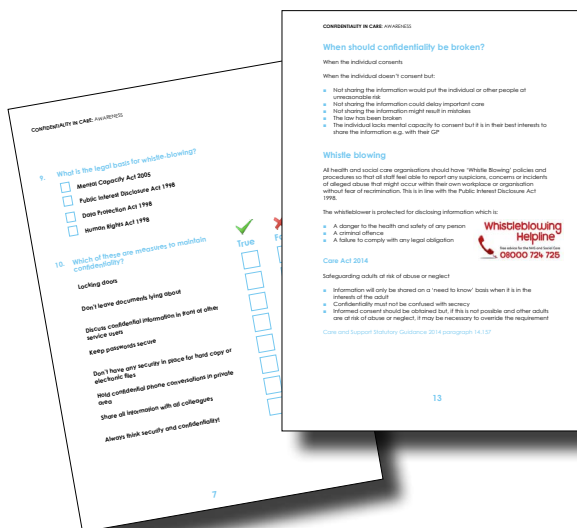 CONFIDENTIALITY IN CARE: AWARENESS
9. What is the legal basis for whistle-blowing?
Mental Capacity Act 2005
Public Interest Disclosure Act 1998
Data Protection Act 1998
Human Rights Act 1998
10. Which of these are measures to maintain
confidentiality?
True
Locking doors
Don't leave documents lying about
Discuss confidential information in front of other
service users
Keep passwords secure
Don't have any security in place for hard copy or
electronic files
Hold confidential phone conversations in private
area
Share all information with all colleagues
Always think security and confidentiality!
7
CONFIDENTIALITY IN CARE: AWARENESS
When should confidentiality be broken?
When the individual consents
When the individual doesn't consent but:
Not sharing the information would put the individual or other people at
unreasonable risk
Not sharing the information could delay important care
Not sharing the information might result in mistakes
The law has been broken
The individual lacks mental capacity to consent but it is in their best interests to
share the information e.g. with their GP
Whistle blowing
All health and social care organisations should have 'Whistle Blowing' policies and
procedures so that all staff feel able to report any suspicions, concerns or incidents
of alleged abuse that might occur within their own workplace or organisation
without fear of recrimination. This is in line with the Public Interest Disclosure Act
1998.
The whistleblower is protected for disclosing information which is:
A danger to the health and safety of any person
A criminal offence
A failure to comply with any legal obligation
Whistleblowing
Helpline
Free advice for the NHS and Social Care
08000 724 725
Care Act 2014
Safeguarding adults at risk of abuse or neglect
Information will only be shared on a 'need to know' basis when it is in the
interests of the adult
Confidentiality must not be confused with secrecy
Informed consent should be obtained but, if this is not possible and other adults
are at risk of abuse or neglect, it may be necessary to override the requirement
Care and Support Statutory Guidance 2014 paragraph 14.157
13